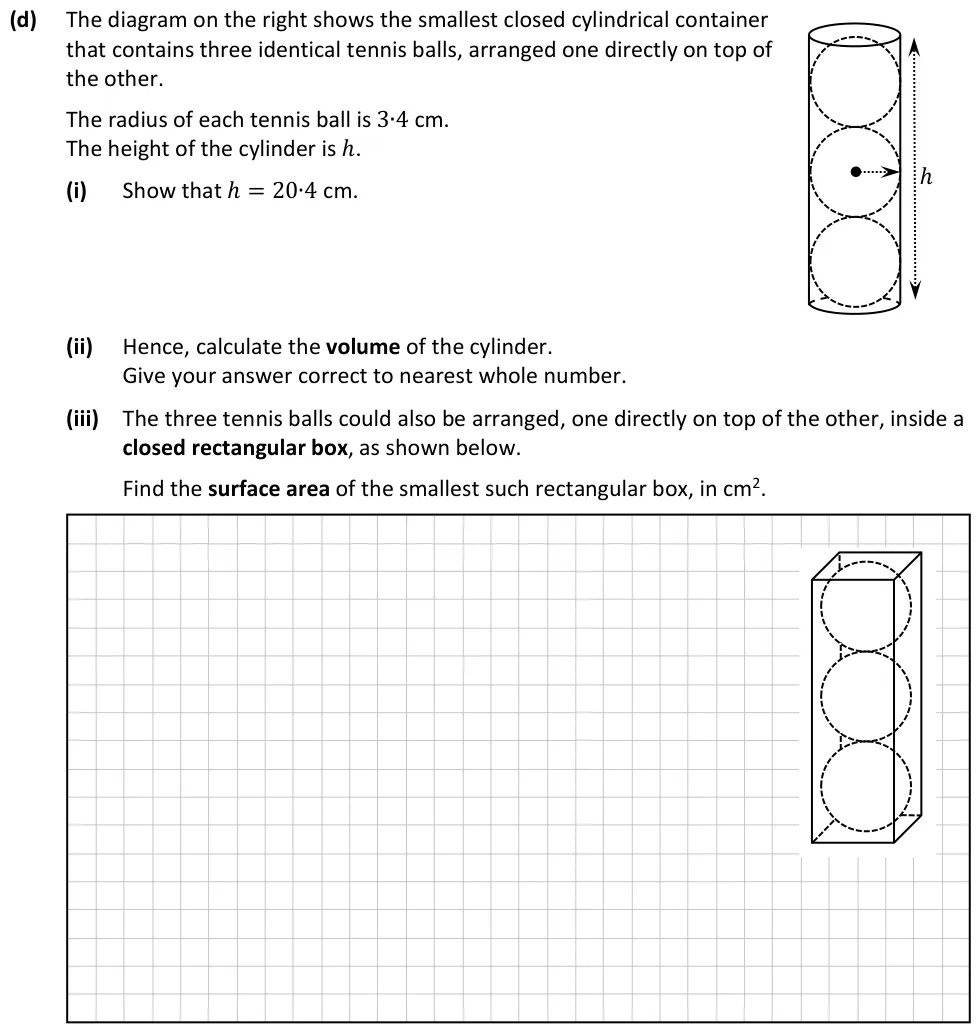 (d) The diagram on the right shows the smallest closed cylindrical container
that contains three identical tennis balls, arranged one directly on top of
the other.
The radius of each tennis ball is 3·4 cm.
The height of the cylinder is h.
(i) Show that h = 20·4 cm.
h
(ii) Hence, calculate the volume of the cylinder.
Give your answer correct to nearest whole number.
(iii) The three tennis balls could also be arranged, one directly on top of the other, inside a
closed rectangular box, as shown below.
Find the surface area of the smallest such rectangular box, in cm².